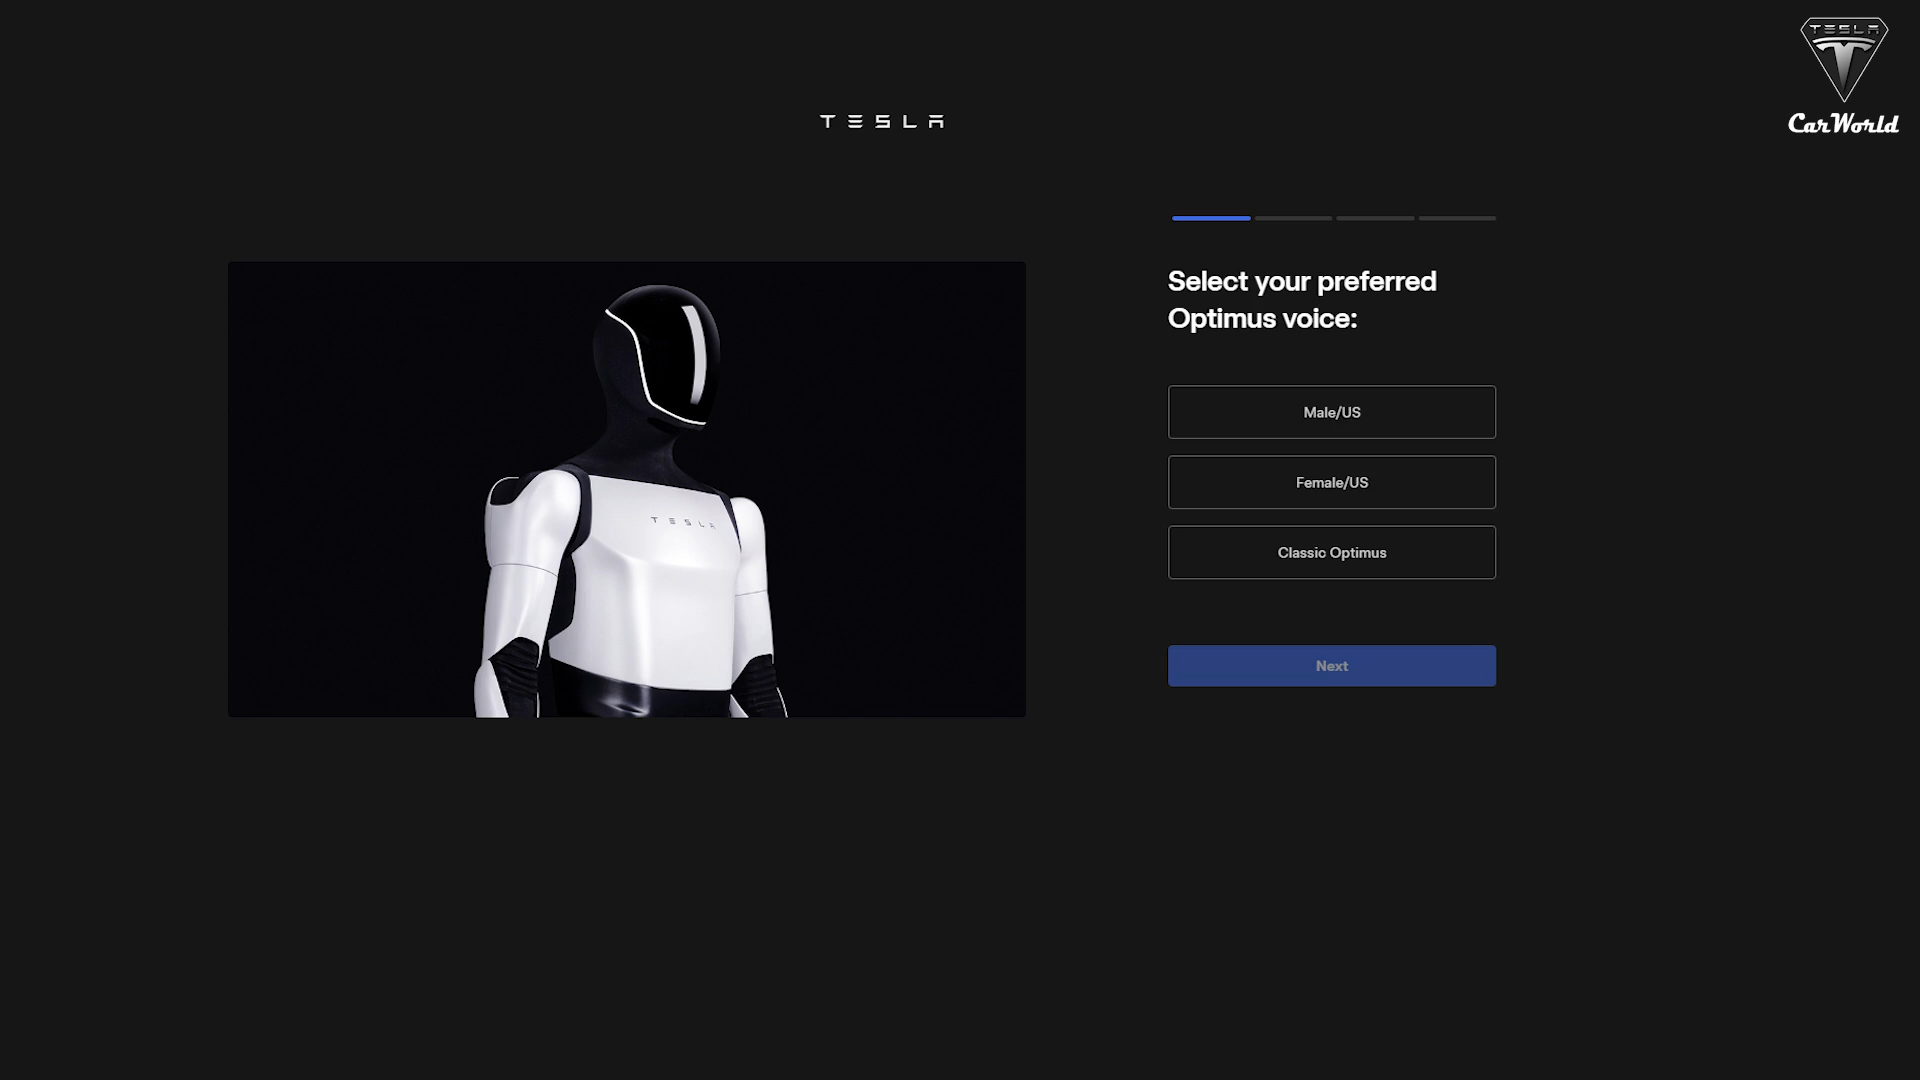 TESLA
CarWorld
TESLA
Select your preferred
Optimus voice:
Male/US
Female/US
Classic Optimus
Next
TESLA